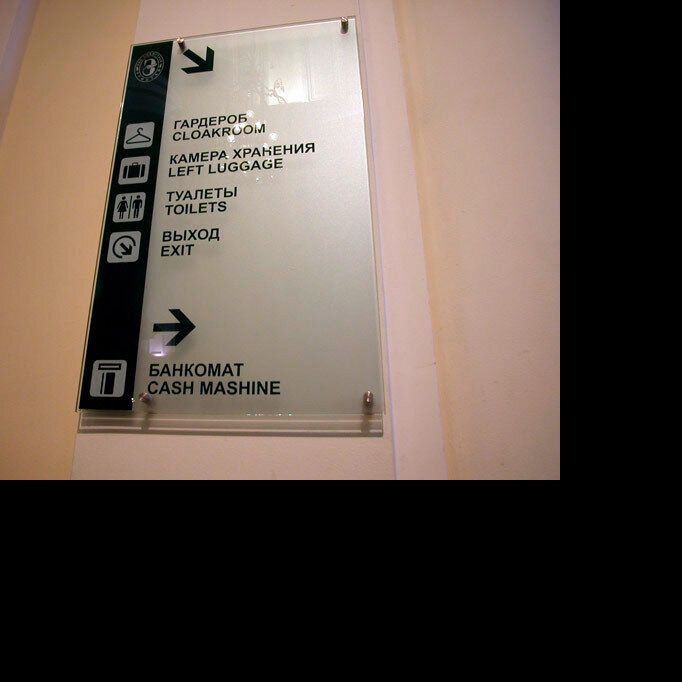 ГАРДЕРОБ
CLOAKROOM
КАМЕРА ХРАНЕНИЯ
LEFT LUGGAGE
ТУАЛЕТЫ
TOILETS
ВЫХОД
EXIT
БАНКОМАТ
CASH MASHINE